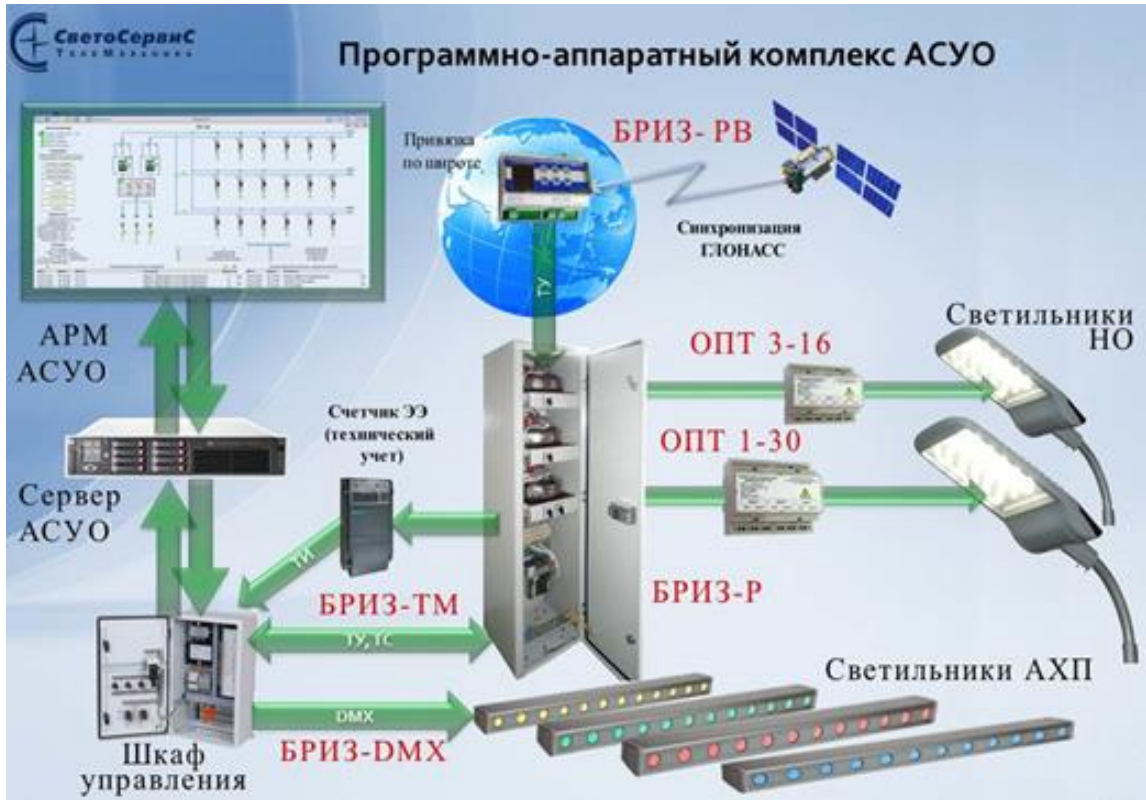 СветоСервиС
ТелеМеханика
Программно-аппаратный комплекс АСУО
Привязка
по широте
БРИЗ- РВ
Синхронизация
ГЛОНАСС
ТУ
АРМ
АСУО
Счетчик ЭЭ
(технический
учет)
ОПТ 3-16
Светильники
НО
ОПТ 1-30
Сервер
АСУО
ТИ
БРИЗ-ТМ
ТУ, ТС
БРИЗ-Р
Светильники АХП
DMX
БРИЗ-DMX
Шкаф
управления